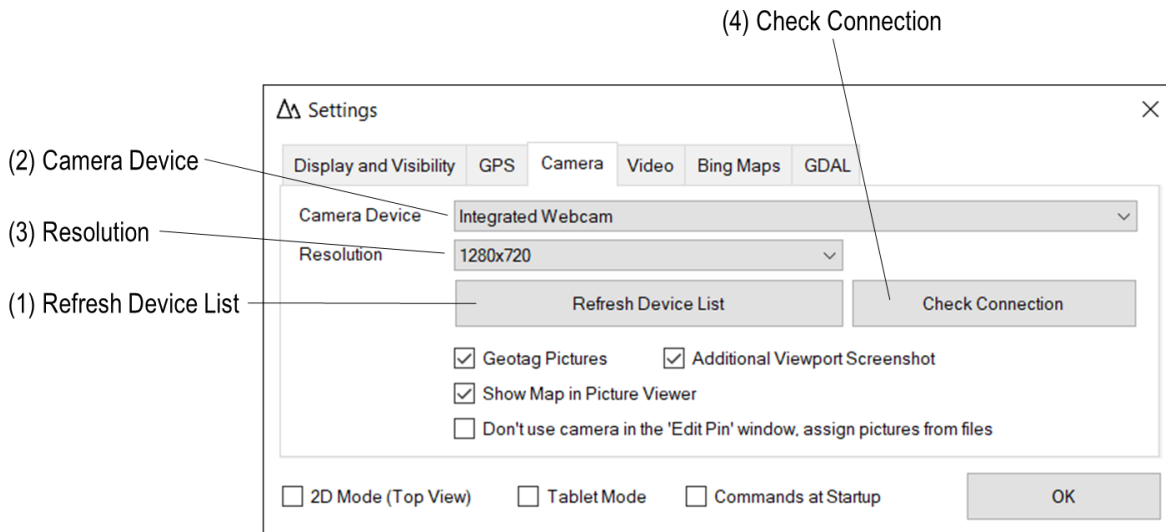 (4) Check Connection
Settings
Display and Visibility GPS Camera Video Bing Maps GDAL
(2) Camera Device
Camera Device Integrated Webcam
(3) Resolution
Resolution 1280x720
(1) Refresh Device List
Refresh Device List Check Connection
Geotag Pictures Additional Viewport Screenshot
Show Map in Picture Viewer
Don't use camera in the 'Edit Pin' window, assign pictures from files
2D Mode (Top View) Tablet Mode Commands at Startup OK